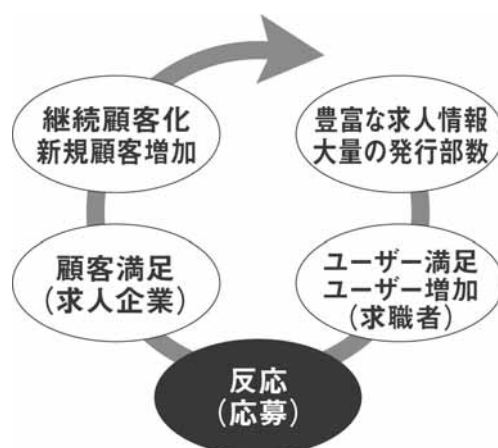 継続顧客化
新規顧客増加
豊富な求人情報
大量の発行部数
顧客満足
(求人企業)
ユーザー満足
ユーザー増加
(求職者)
反応
(応募)